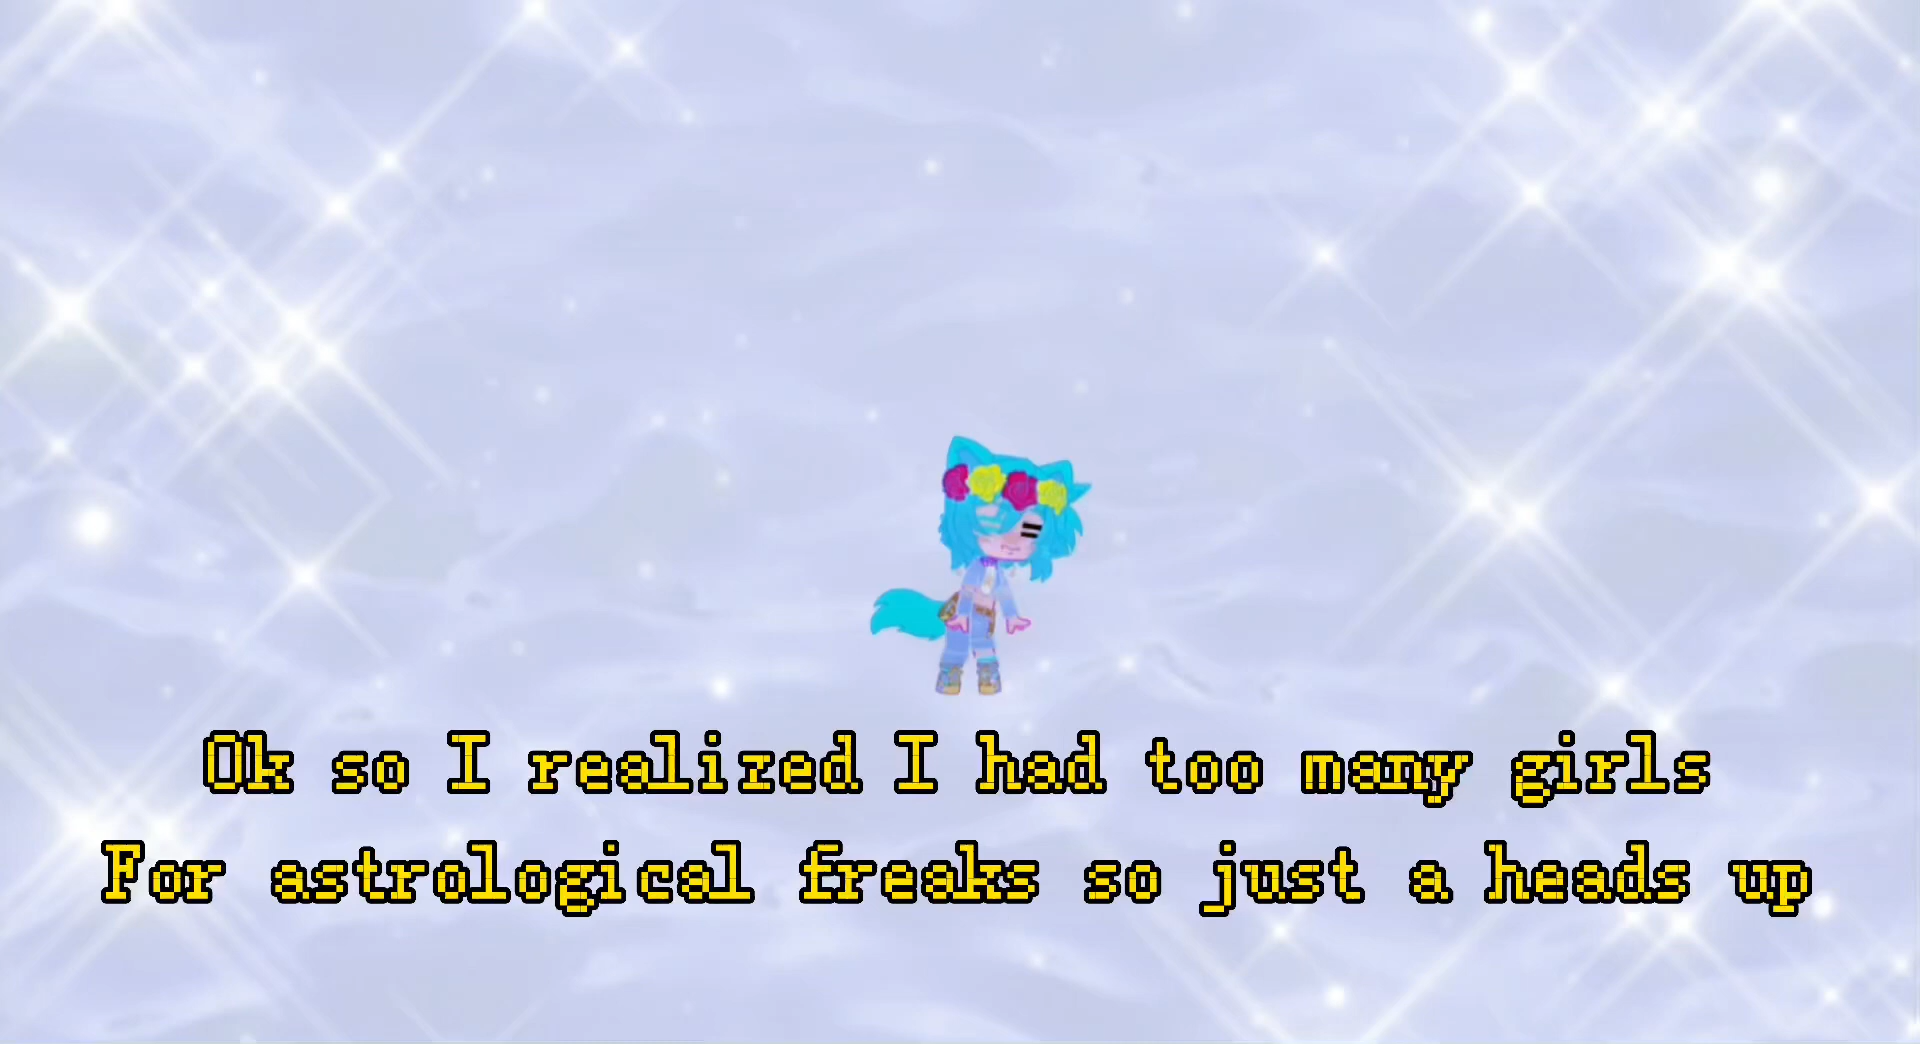 Ok so I realized I had too many girls
For astrological freaks so just a heads up